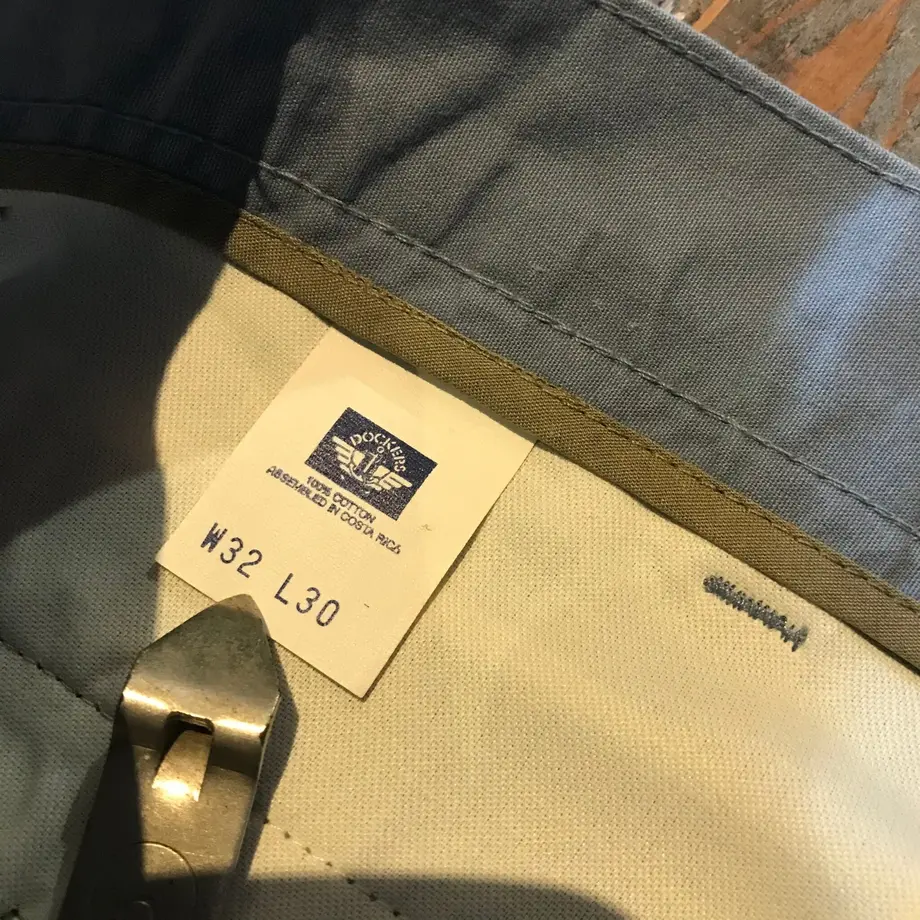 DOCKERS
100% COTTON
ASSEMBLED IN COSTA RICA
W32 L30